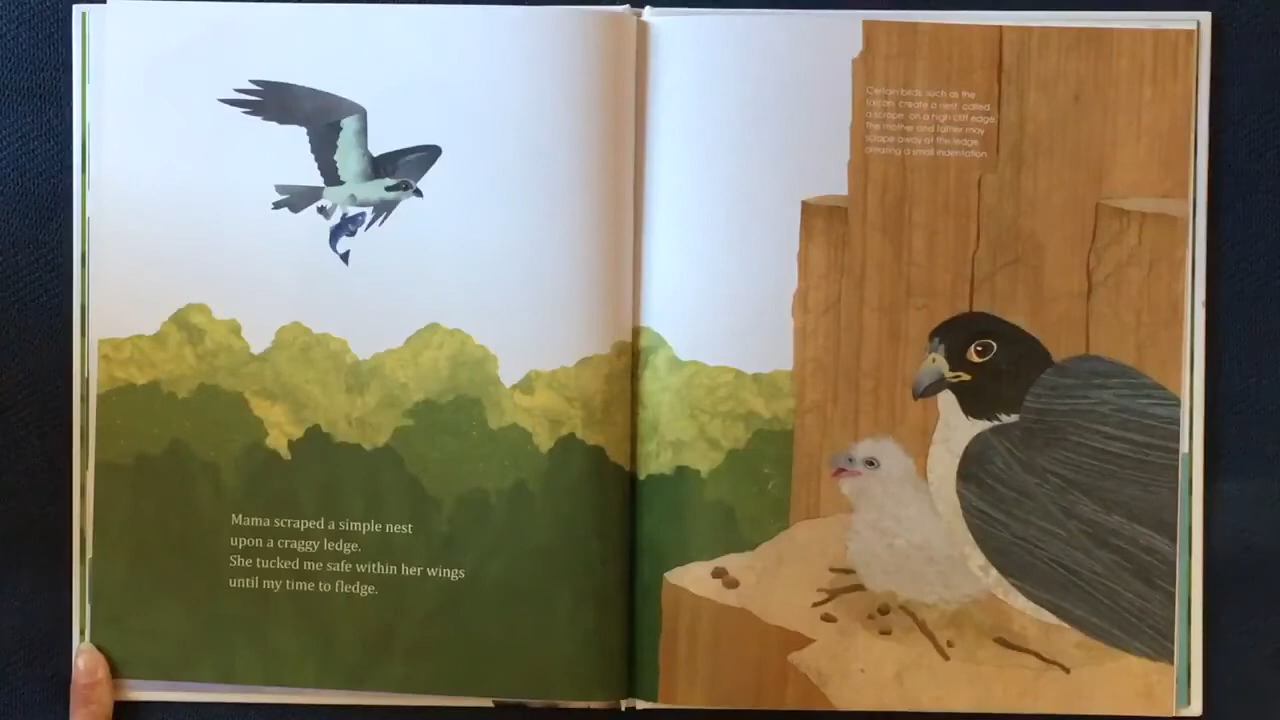 Mama scraped a simple nest
upon a craggy ledge.
She tucked me safe within her wings
until my time to fledge.
Certain birds, such as the
falcon, create a nest, called
a scrape, on a high cliff edge.
The mother and father may
scrape away at the ledge,
creating a small indentation.